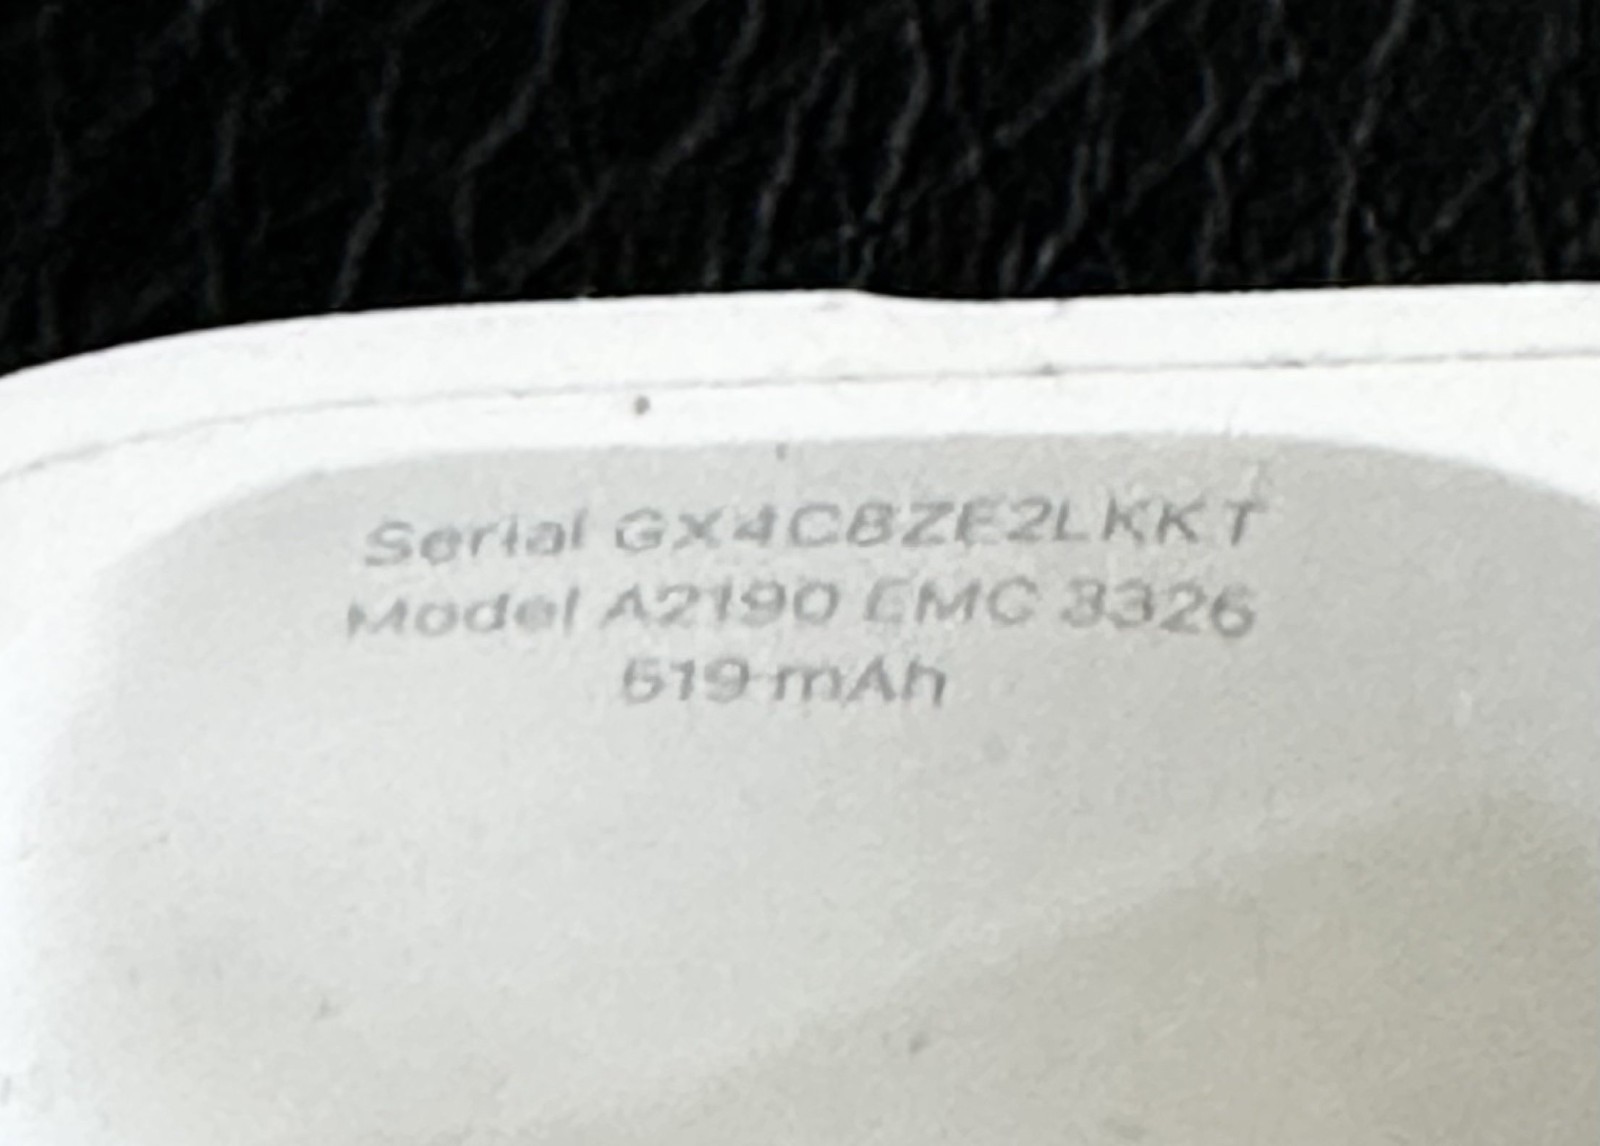 Serial GX4C8ZE2LKKT
Model A2190 EMC 3326
519 mAh